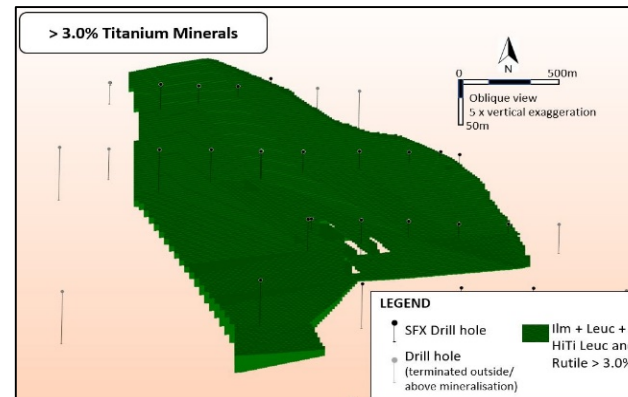 > 3.0% Titanium Minerals
0
500m
N
Oblique view
5 x vertical exaggeration
50m
LEGEND
SFX Drill hole
Drill hole
(terminated outside/
above mineralisation)
Ilm + Leuc +
HiTi Leuc an
Rutile > 3.0%